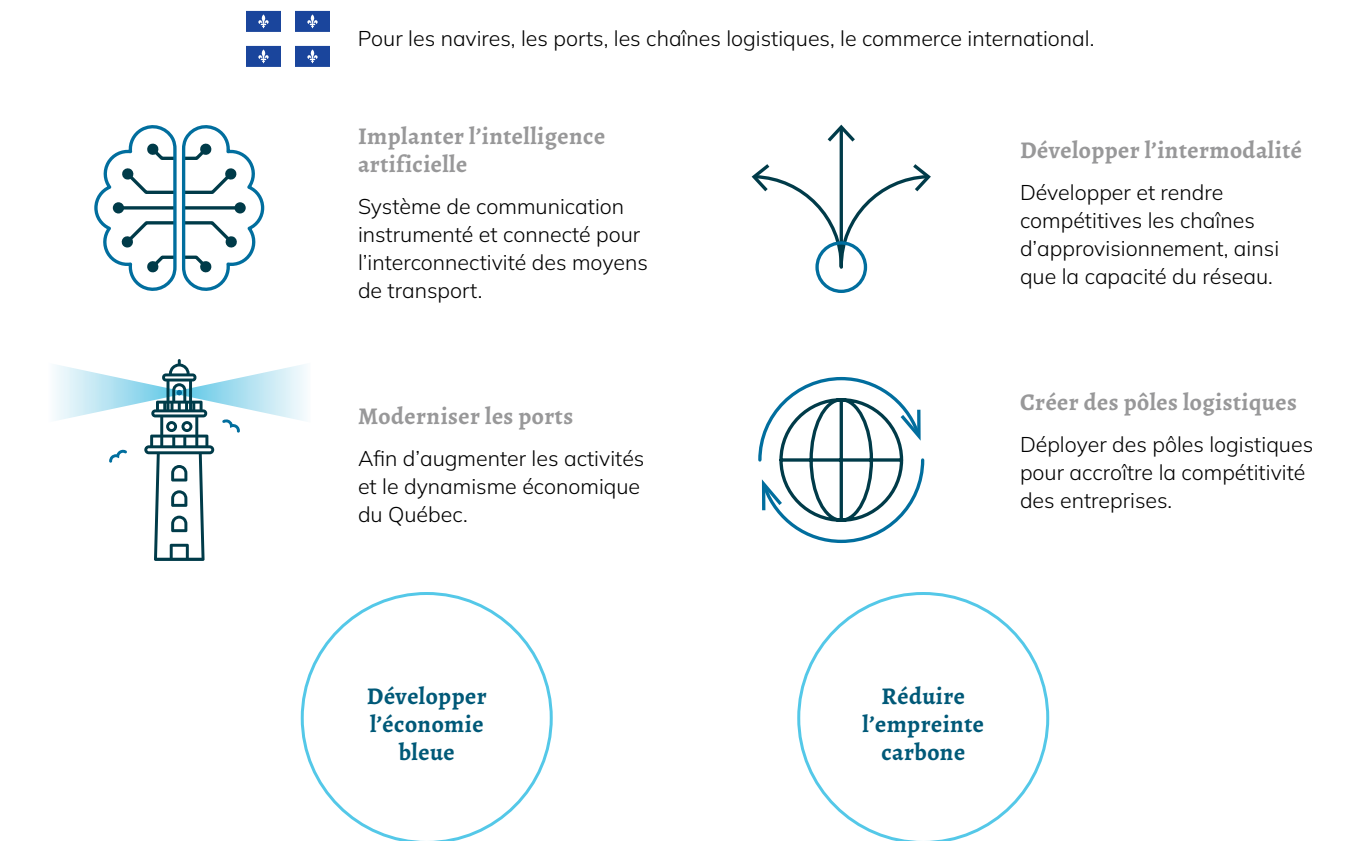 Pour les navires, les ports, les chaînes logistiques, le commerce international.
Implanter l’intelligence
artificielle
Système de communication
instrumenté et connecté pour
l’interconnectivité des moyens
de transport.
Développer l’intermodalité
Développer et rendre
compétitives les chaînes
d’approvisionnement, ainsi
que la capacité du réseau.
Moderniser les ports
Afin d’augmenter les activités
et le dynamisme économique
du Québec.
Créer des pôles logistiques
Déployer des pôles logistiques
pour accroître la compétitivité
des entreprises.
Développer
l’économie
bleue
Réduire
l’empreinte
carbone